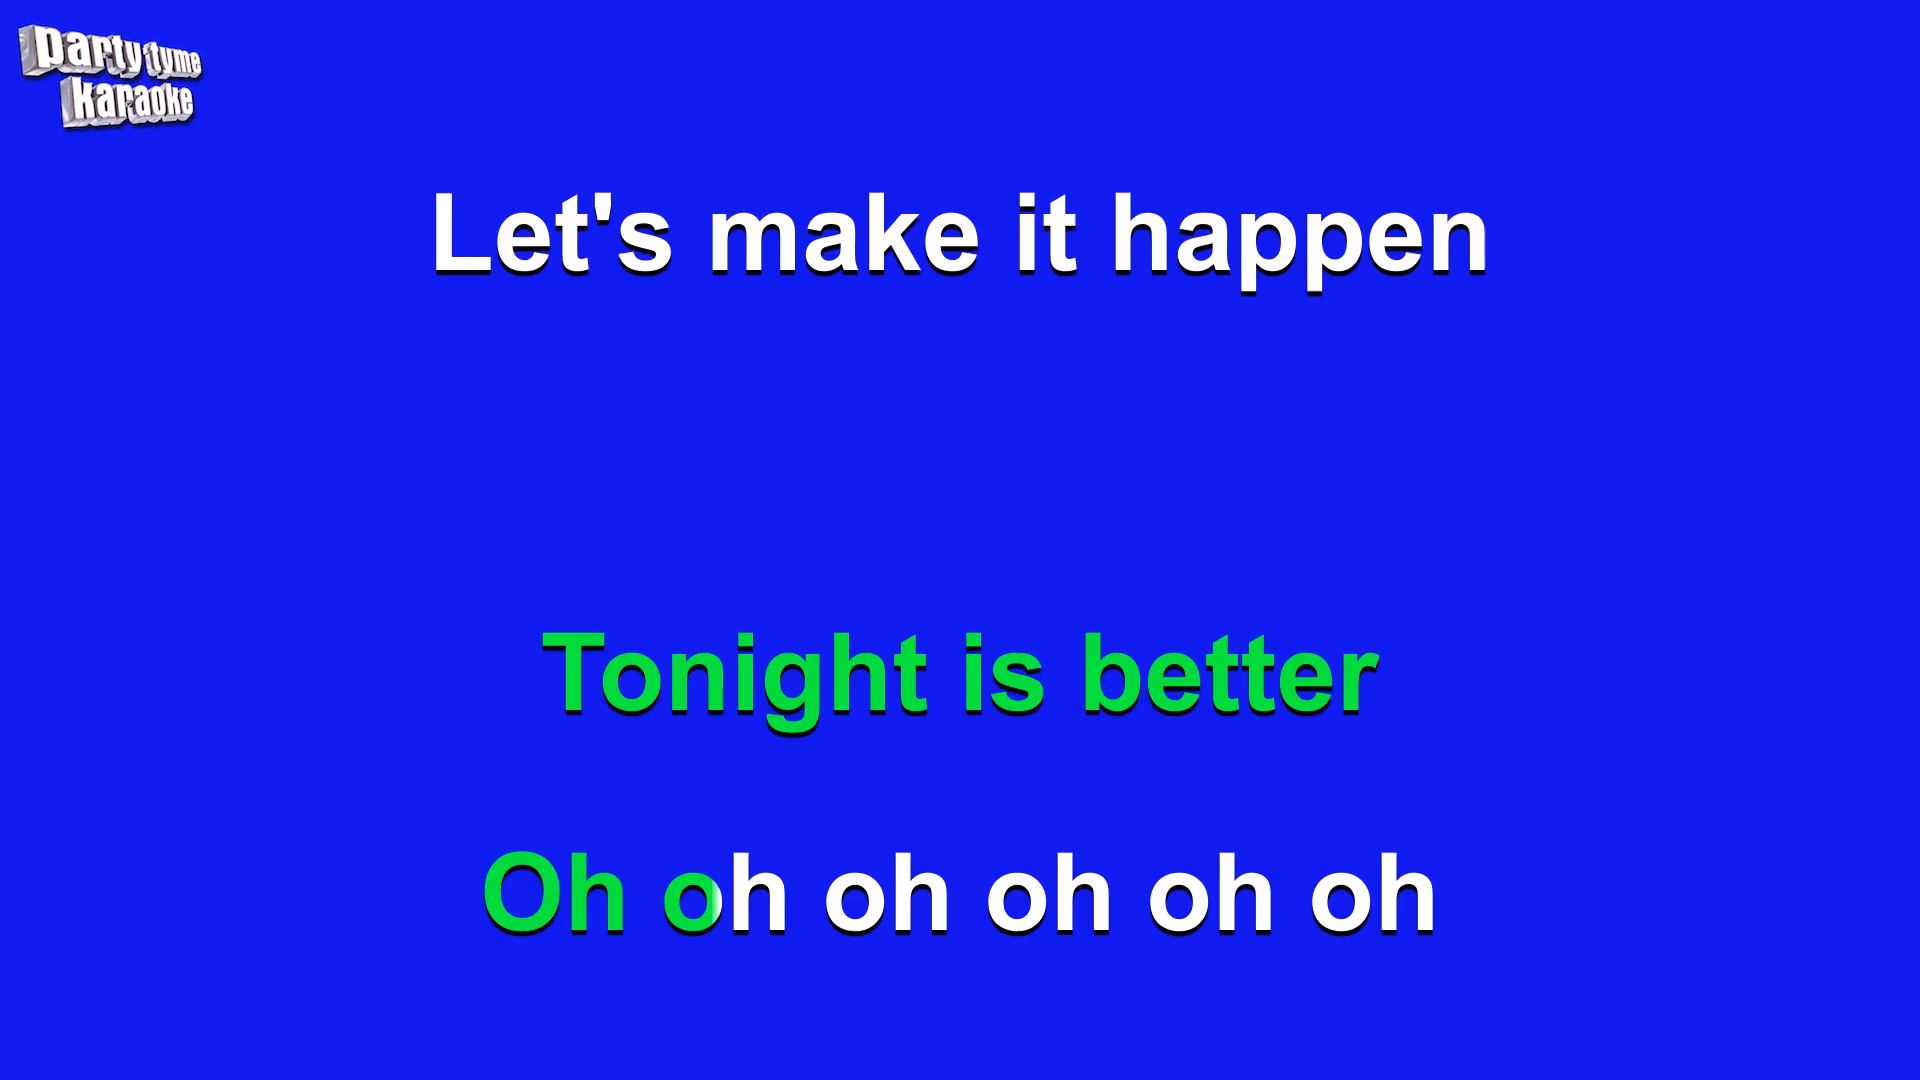 party tyme
karaoke
Let's make it happen
Tonight is better
Oh oh oh oh oh oh